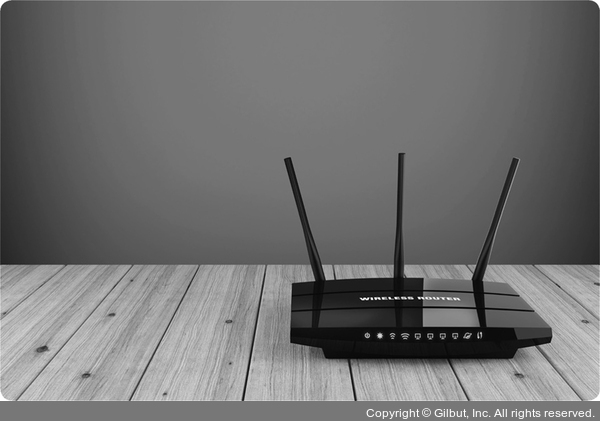 WIRELESS ROUTER
Copyright © Gilbut, Inc. All rights reserved.